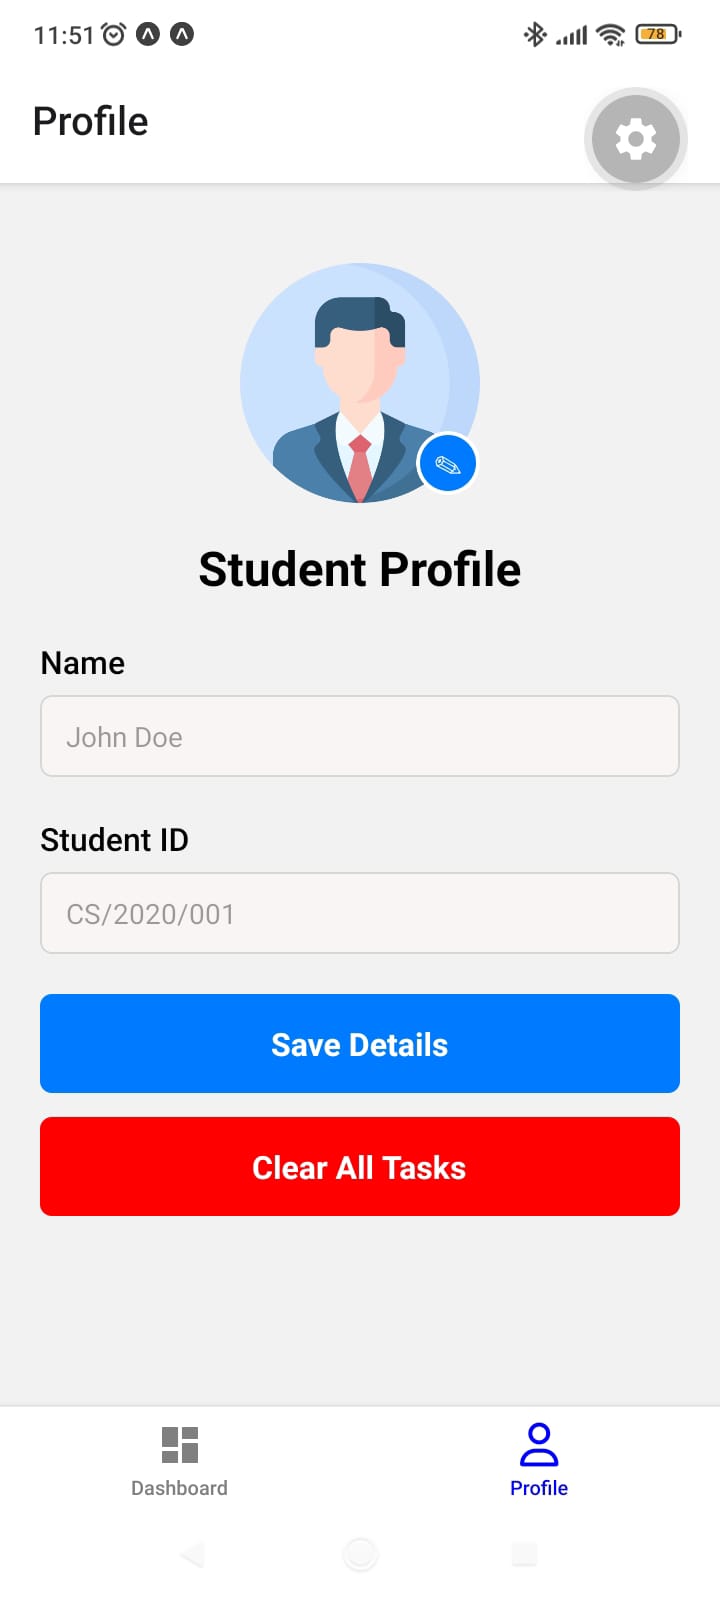 11:51
78
Profile
Student Profile
Name
John Doe
Student ID
CS/2020/001
Save Details
Clear All Tasks
Dashboard
Profile